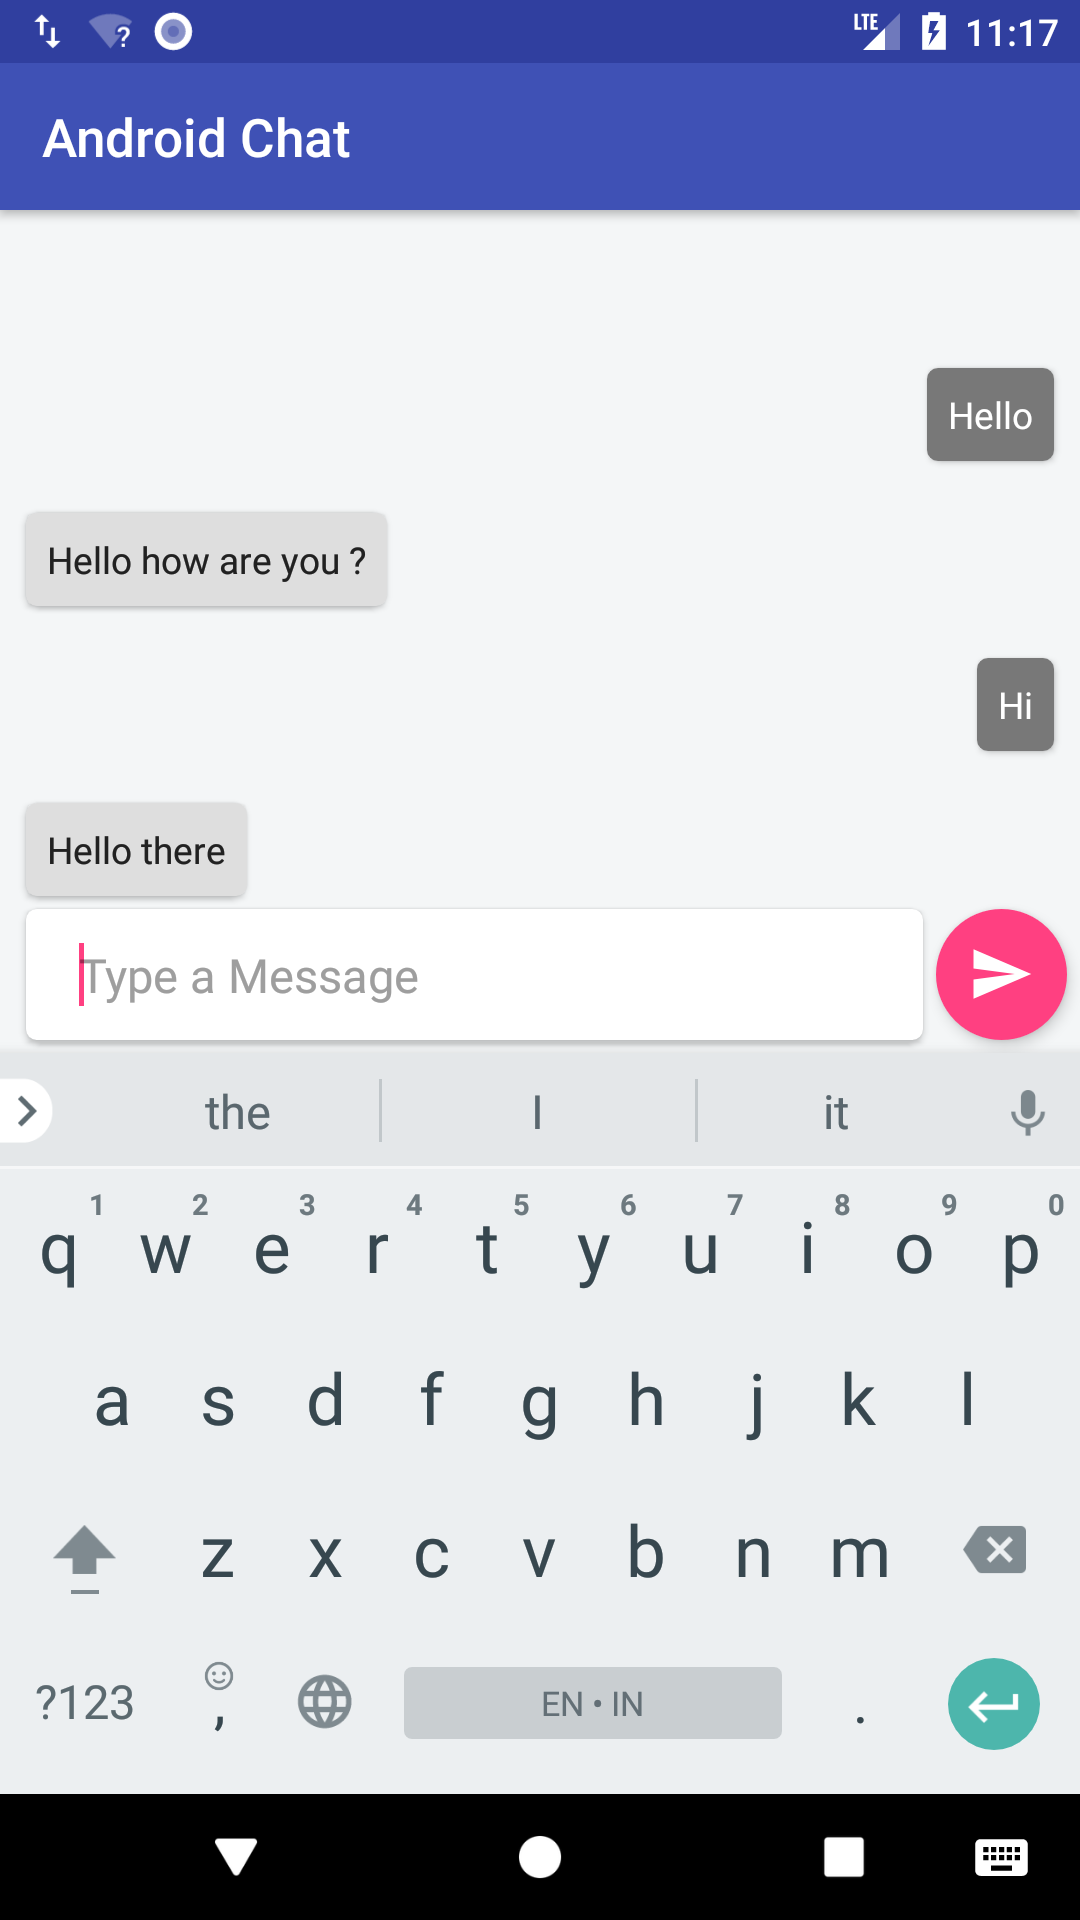 LTE 11:17
Android Chat
Hello
Hello how are you ?
Hi
Hello there
Type a Message
the I it
1 2 3 4 5 6 7 8 9 0
q w e r t y u i o p
a s d f g h j k l
z x c v b n m
?123 , EN • IN .